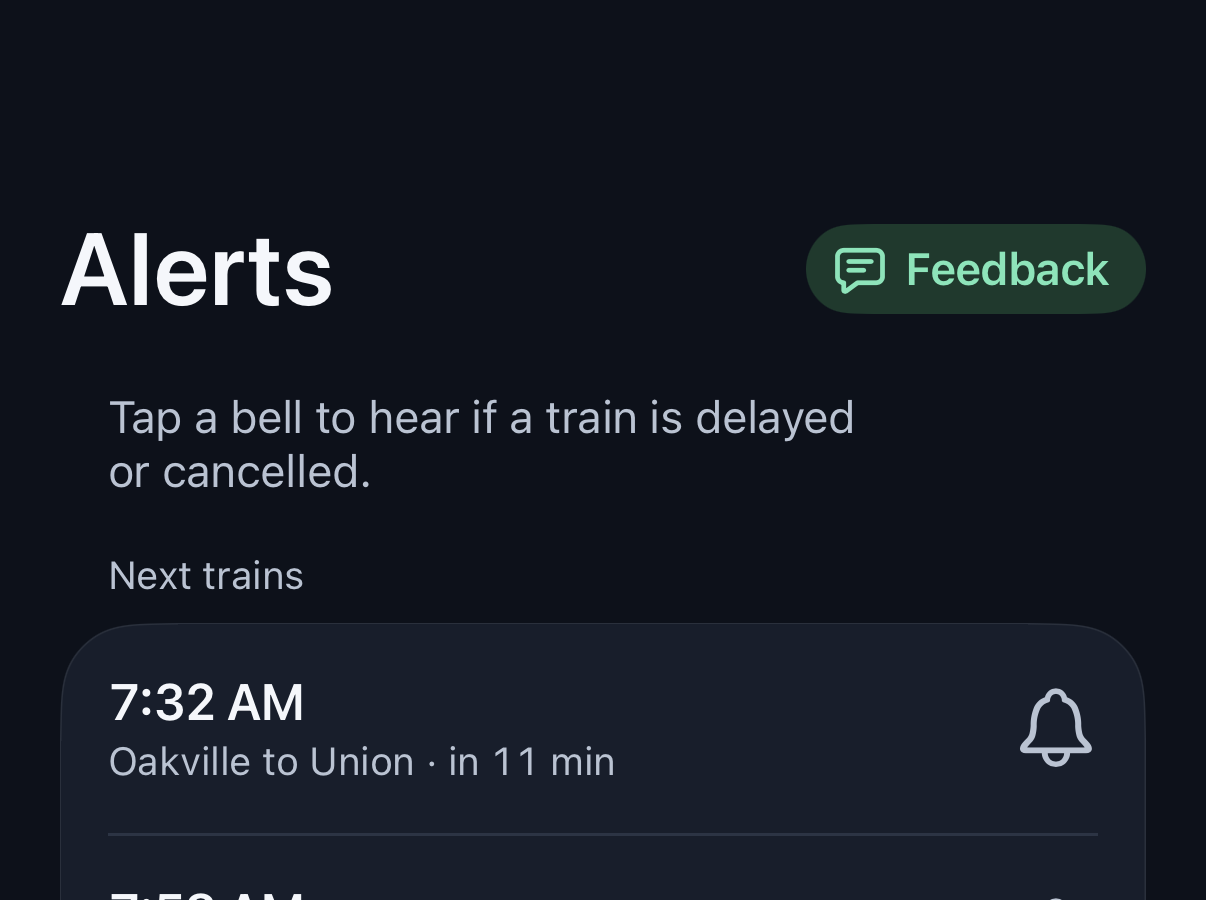 Alerts
Feedback
Tap a bell to hear if a train is delayed
or cancelled.
Next trains
7:32 AM
Oakville to Union · in 11 min